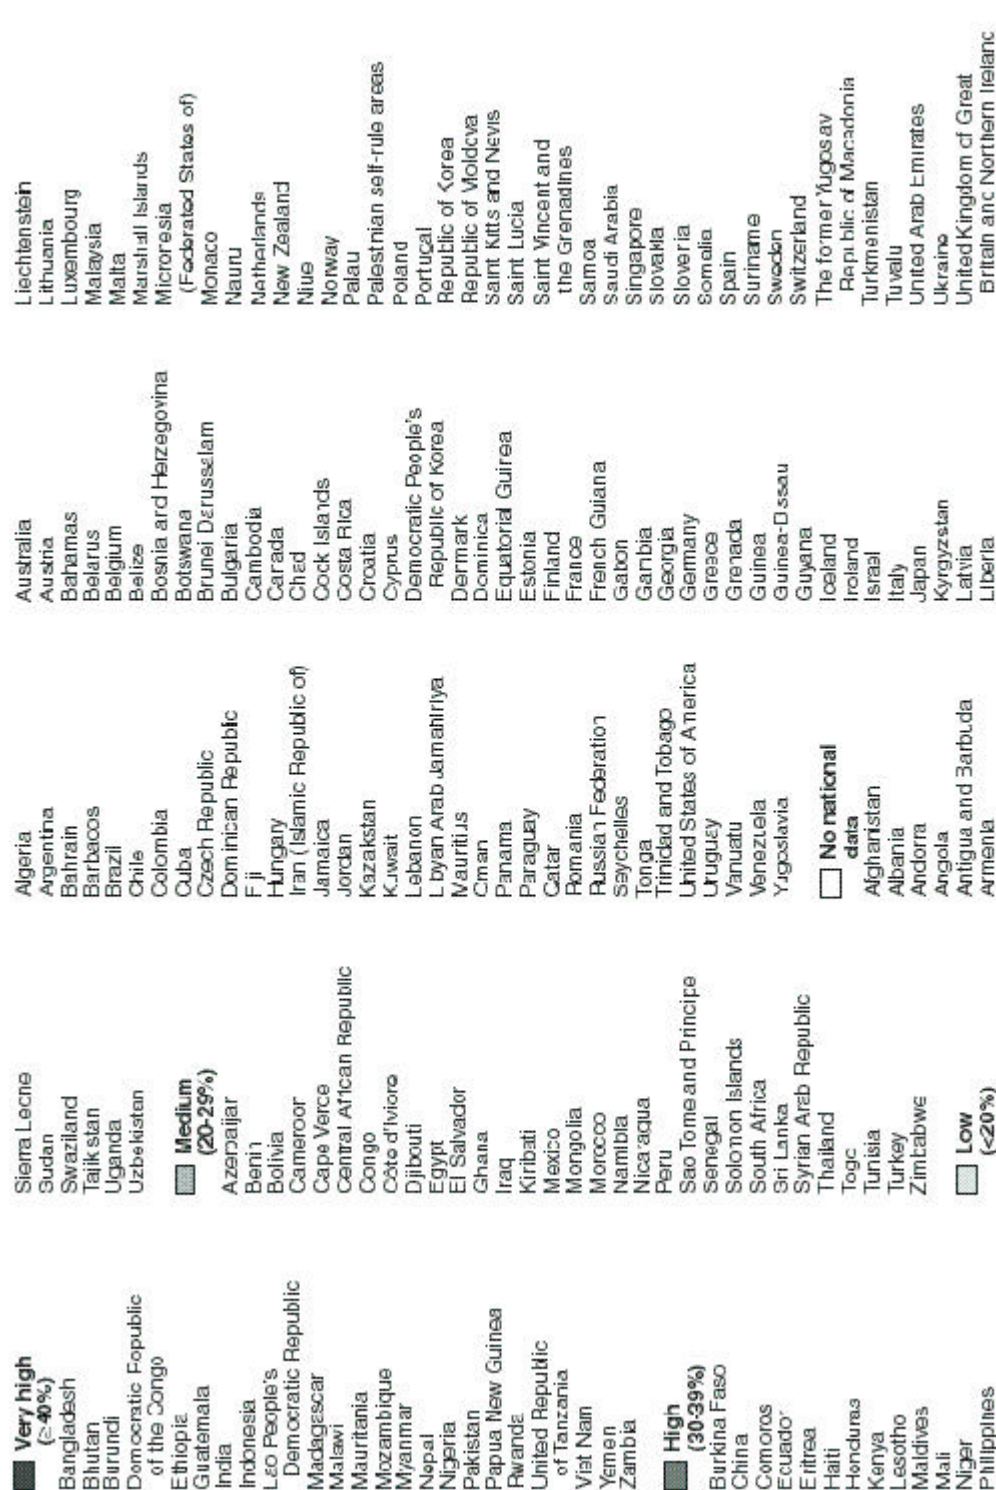 Very high
(≥40%)
Bangladesh
Bhutan
Burundi
Democratic Republic
of the Congo
Ethiopia
Guatemala
India
Indonesia
Lao People's
Democratic Republic
Madagascar
Malawi
Mauritania
Mozambique
Myanmar
Nepal
Nigeria
Pakistan
Papua New Guinea
Rwanda
United Republic
of Tanzania
Viet Nam
Yemen
Zambia
High
(30-39%)
Burkina Faso
China
Comoros
Ecuador
Eritrea
Haiti
Honduras
Kenya
Lesotho
Maldives
Mali
Niger
Philippines
Sierra Leone
Sudan
Swaziland
Tajikistan
Uganda
Uzbekistan
Medium
(20-29%)
Azerbaijan
Benin
Bolivia
Cameroon
Cape Verde
Central African Republic
Congo
Côte d'Ivoire
Djibouti
Egypt
El Salvador
Ghana
Iraq
Kiribati
Mexico
Mongolia
Morocco
Namibia
Nicaragua
Peru
Sao Tome and Principe
Senegal
Solomon Islands
South Africa
Sri Lanka
Syrian Arab Republic
Thailand
Togo
Tunisia
Turkey
Zimbabwe
Low
(<20%)
Algeria
Argentina
Bahrain
Barbados
Brazil
Chile
Colombia
Cuba
Czech Republic
Dominican Republic
Fiji
Hungary
Iran (Islamic Republic of)
Jamaica
Jordan
Kazakstan
Kuwait
Lebanon
Libyan Arab Jamahiriya
Mauritius
Oman
Panama
Paraguay
Qatar
Romania
Russian Federation
Seychelles
Tonga
Trinidad and Tobago
United States of America
Uruguay
Vanuatu
Venezuela
Yugoslavia
No national
data
Afghanistan
Albania
Andorra
Angola
Antigua and Barbuda
Armenia
Australia
Austria
Bahamas
Belarus
Belgium
Belize
Bosnia and Herzegovina
Botswana
Brunei Darussalam
Bulgaria
Cambodia
Canada
Chad
Cook Islands
Costa Rica
Croatia
Cyprus
Democratic People's
Republic of Korea
Denmark
Dominica
Equatorial Guinea
Estonia
Finland
France
French Guiana
Gabon
Gambia
Georgia
Germany
Greece
Grenada
Guinea
Guinea-Bissau
Guyana
Iceland
Ireland
Israel
Italy
Japan
Kyrgyzstan
Latvia
Liberia
Liechtenstein
Lithuania
Luxembourg
Malaysia
Malta
Marshall Islands
Micronesia
(Federated States of)
Monaco
Nauru
Netherlands
New Zealand
Niue
Norway
Palau
Palestinian self-rule areas
Poland
Portugal
Republic of Korea
Republic of Moldova
Saint Kitts and Nevis
Saint Lucia
Saint Vincent and
the Grenadines
Samoa
Saudi Arabia
Singapore
Slovakia
Slovenia
Somalia
Spain
Suriname
Sweden
Switzerland
The former Yugoslav
Republic of Macedonia
Turkmenistan
Tuvalu
United Arab Emirates
Ukraine
United Kingdom of Great
Britain and Northern Ireland